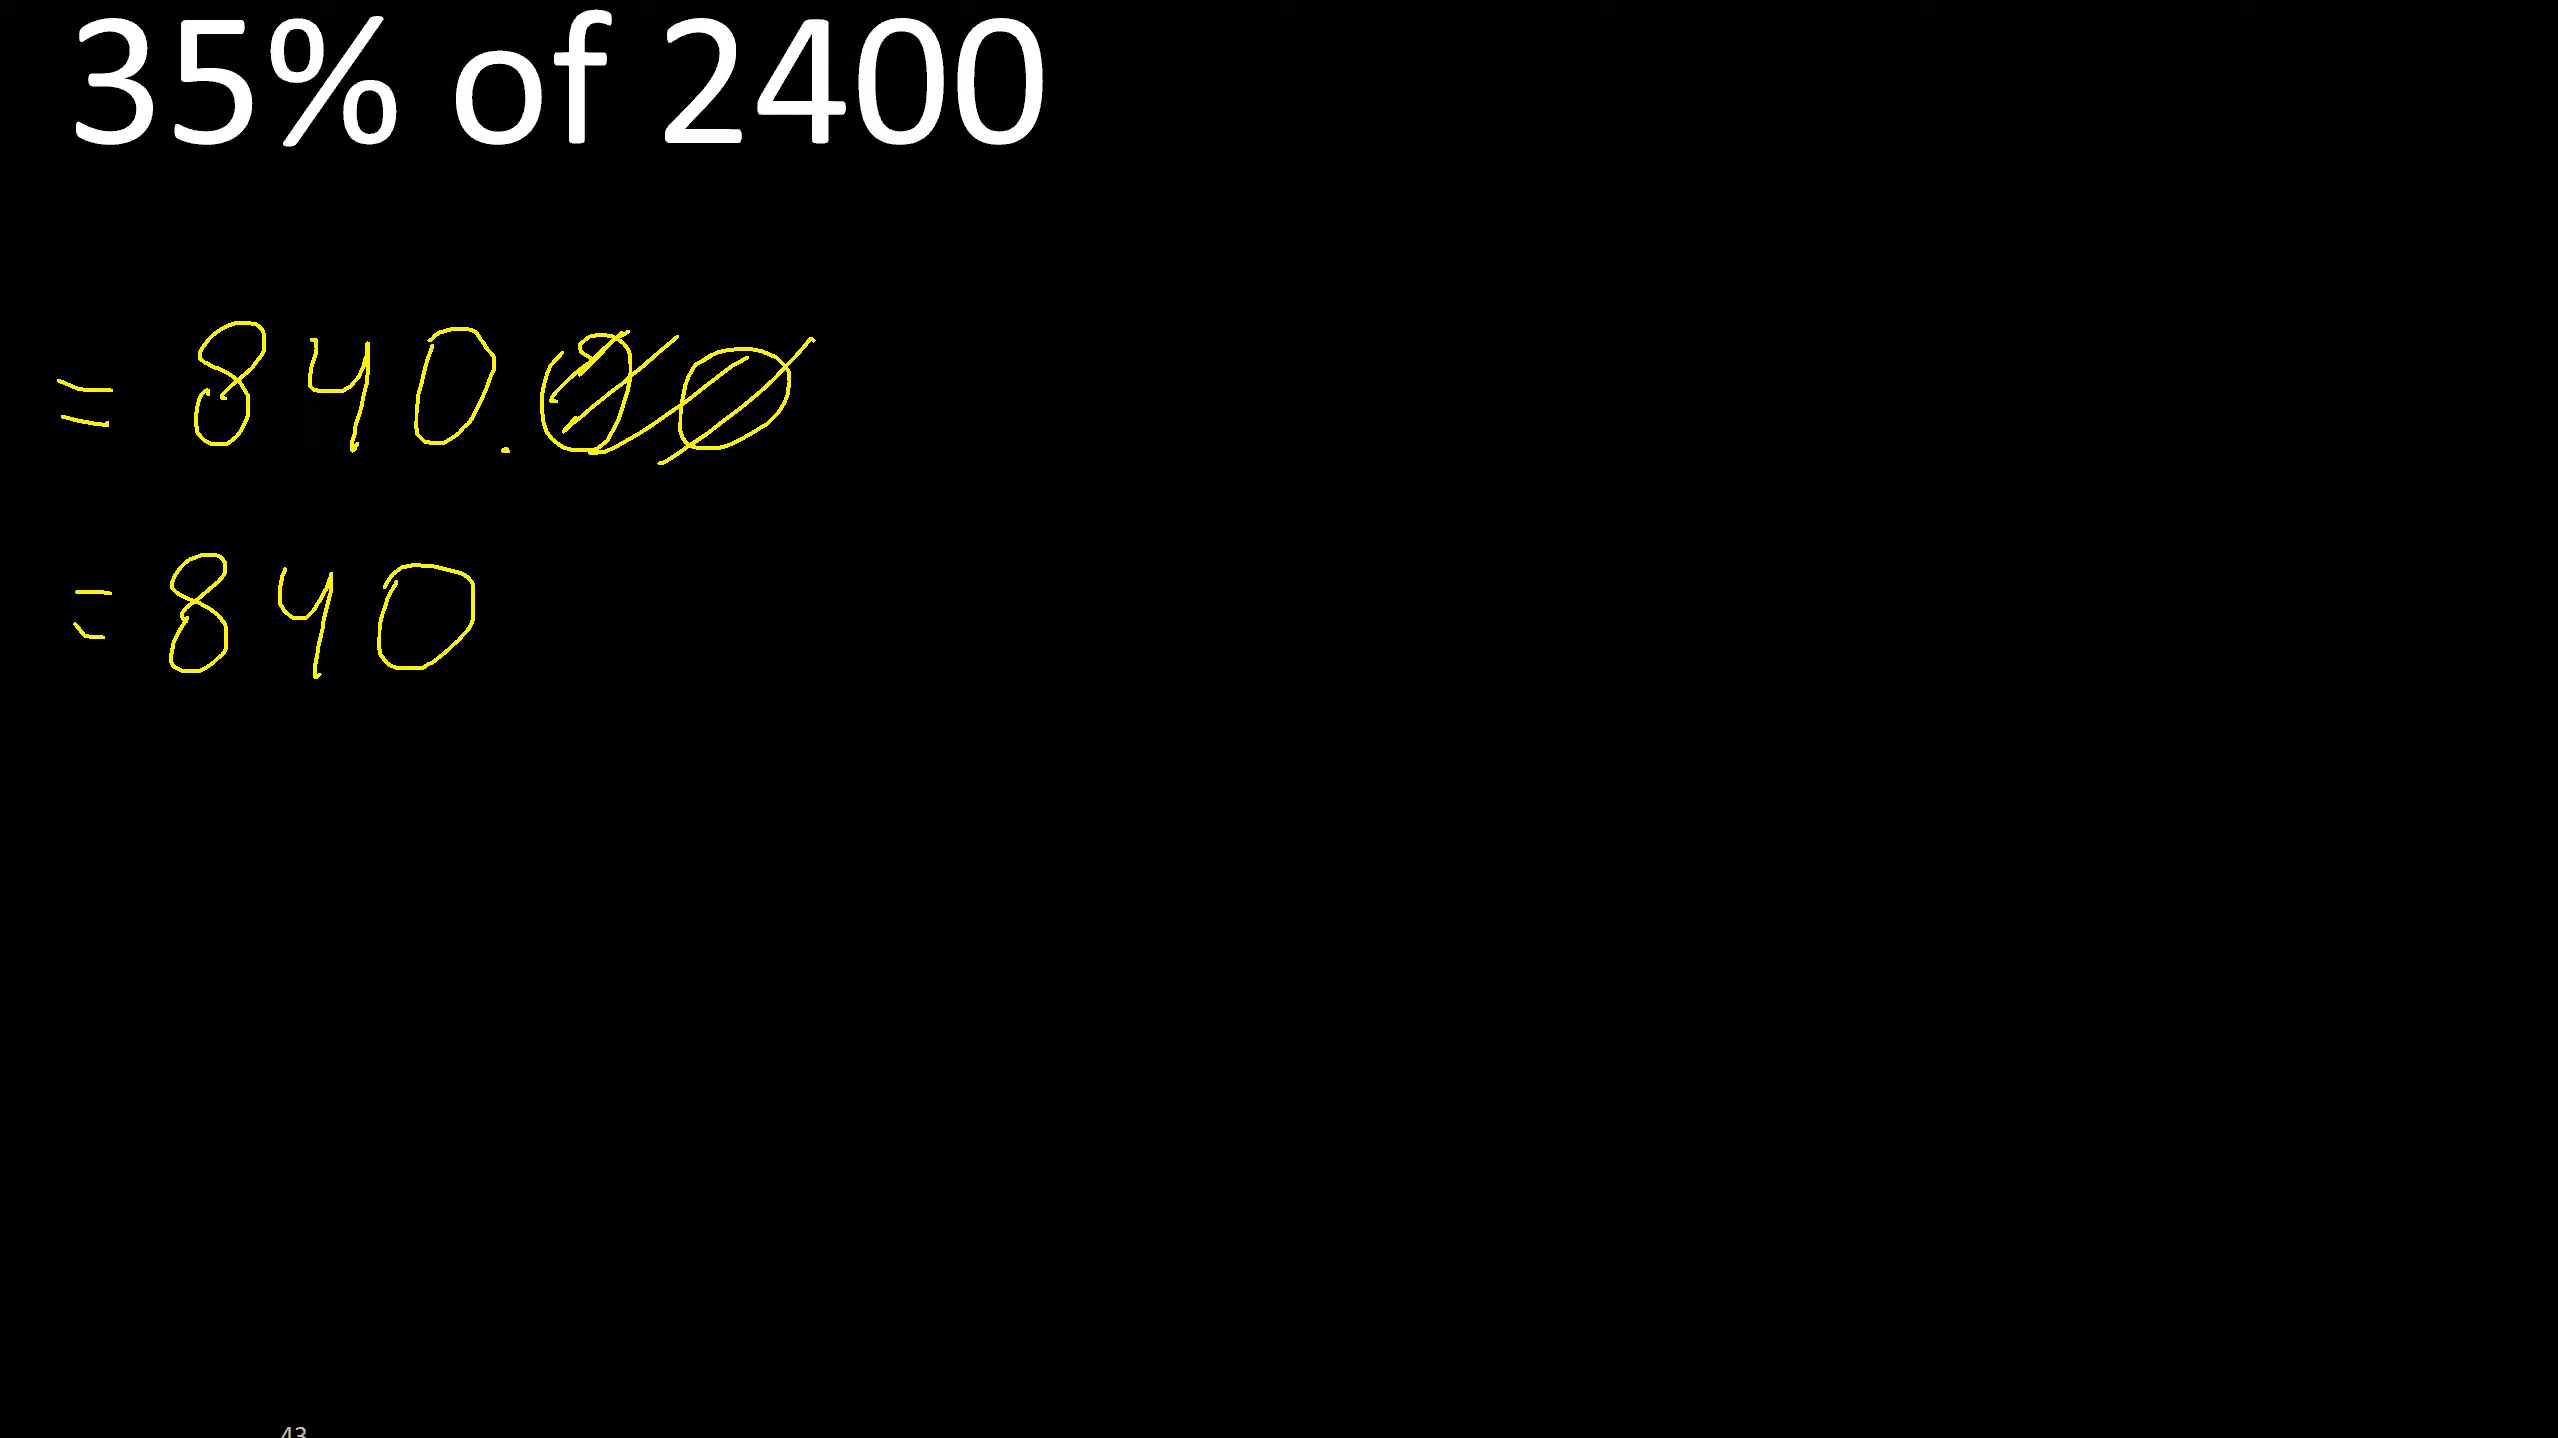 35% of 2400
= 840.00
= 840
43